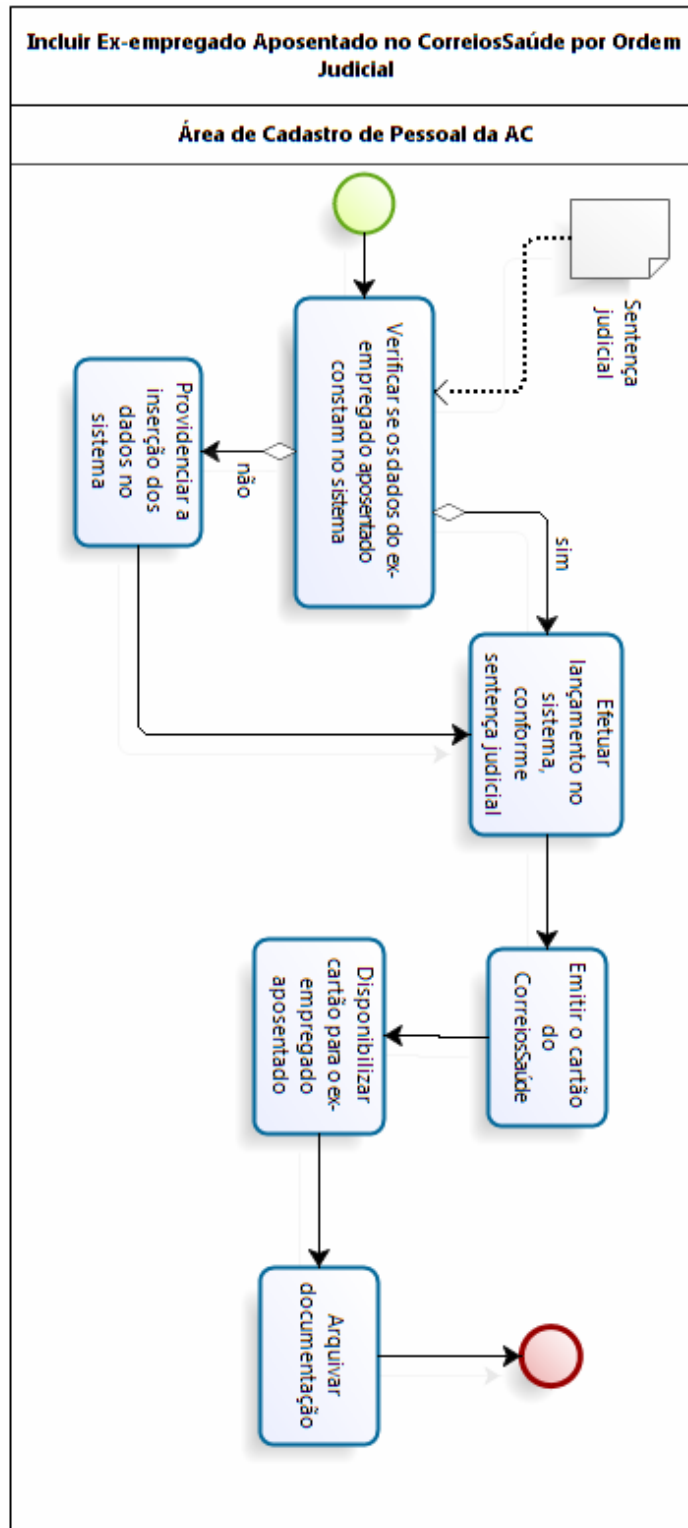 Incluir Ex-empregado Aposentado no CorreiosSaúde por Ordem
Judicial
Área de Cadastro de Pessoal da AC
Sentença
judicial
Verificar se os dados do ex-
empregado aposentado
constam no sistema
não
sim
Providenciar a
inserção dos
dados no
sistema
Efetuar
lançamento no
sistema,
conforme
sentença judicial
Emitir o cartão
do
CorreiosSaúde
Disponibilizar
cartão para o ex-
empregado
aposentado
Arquivar
documentação